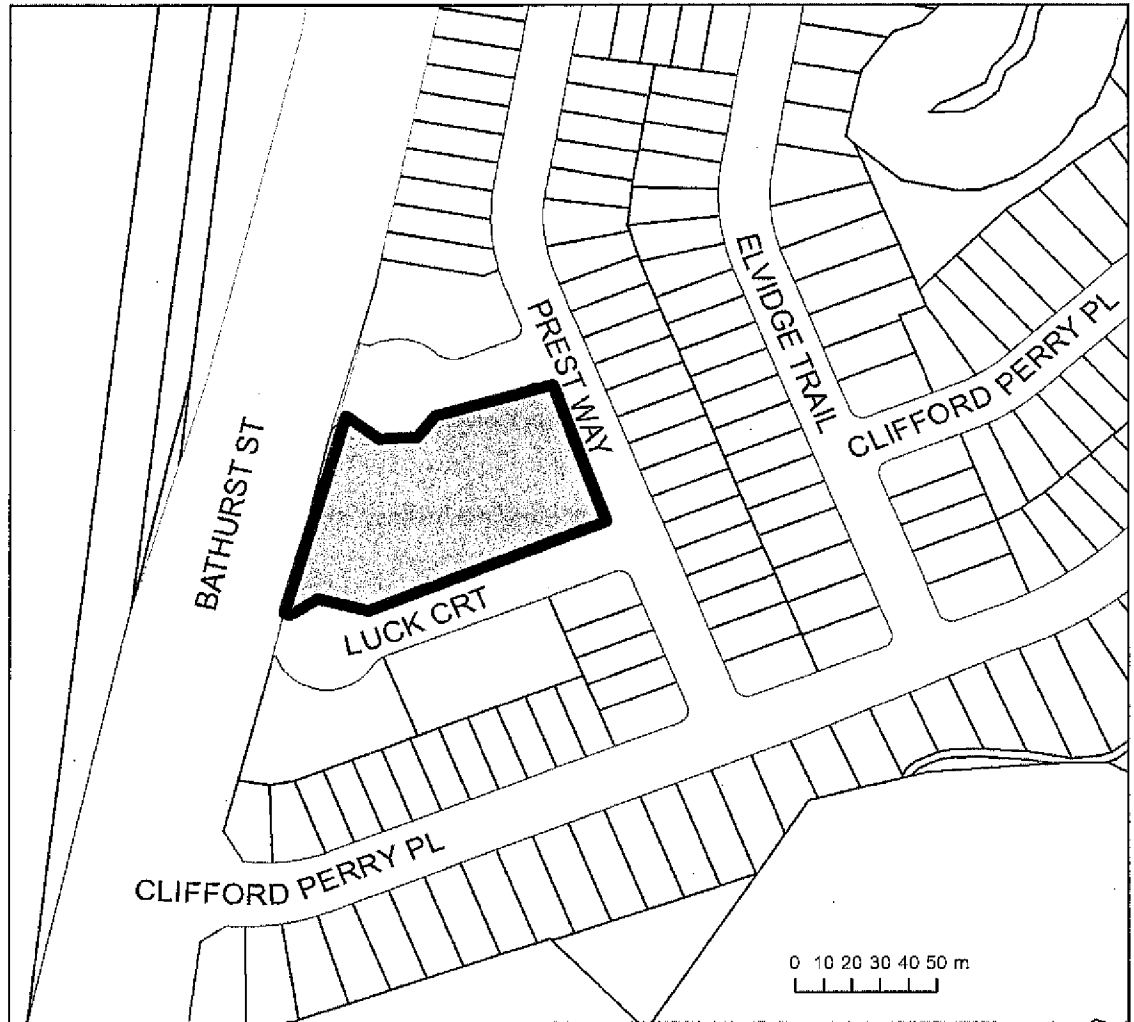 PREST WAY
ELVIDGE TRAIL
CLIFFORD PERRY PL
BATHURST ST
LUCK CRT
CLIFFORD PERRY PL
0 10 20 30 40 50 m